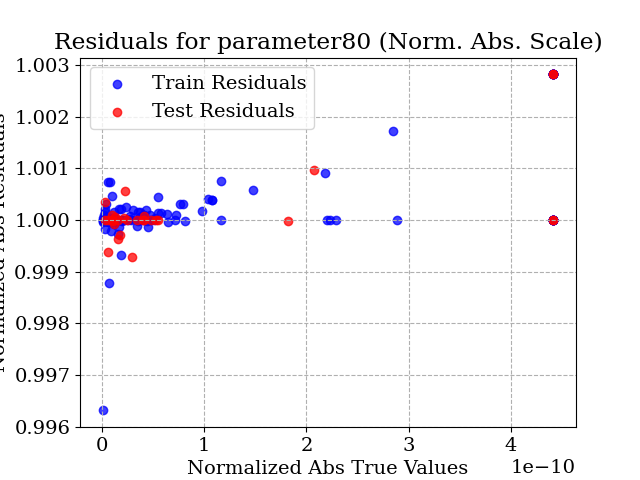 Residuals for parameter80 (Norm. Abs. Scale)
Train Residuals
Test Residuals
Normalized Abs Residuals
1.003
1.002
1.001
1.000
0.999
0.998
0.997
0.996
0 1 2 3 4
1e−10
Normalized Abs True Values